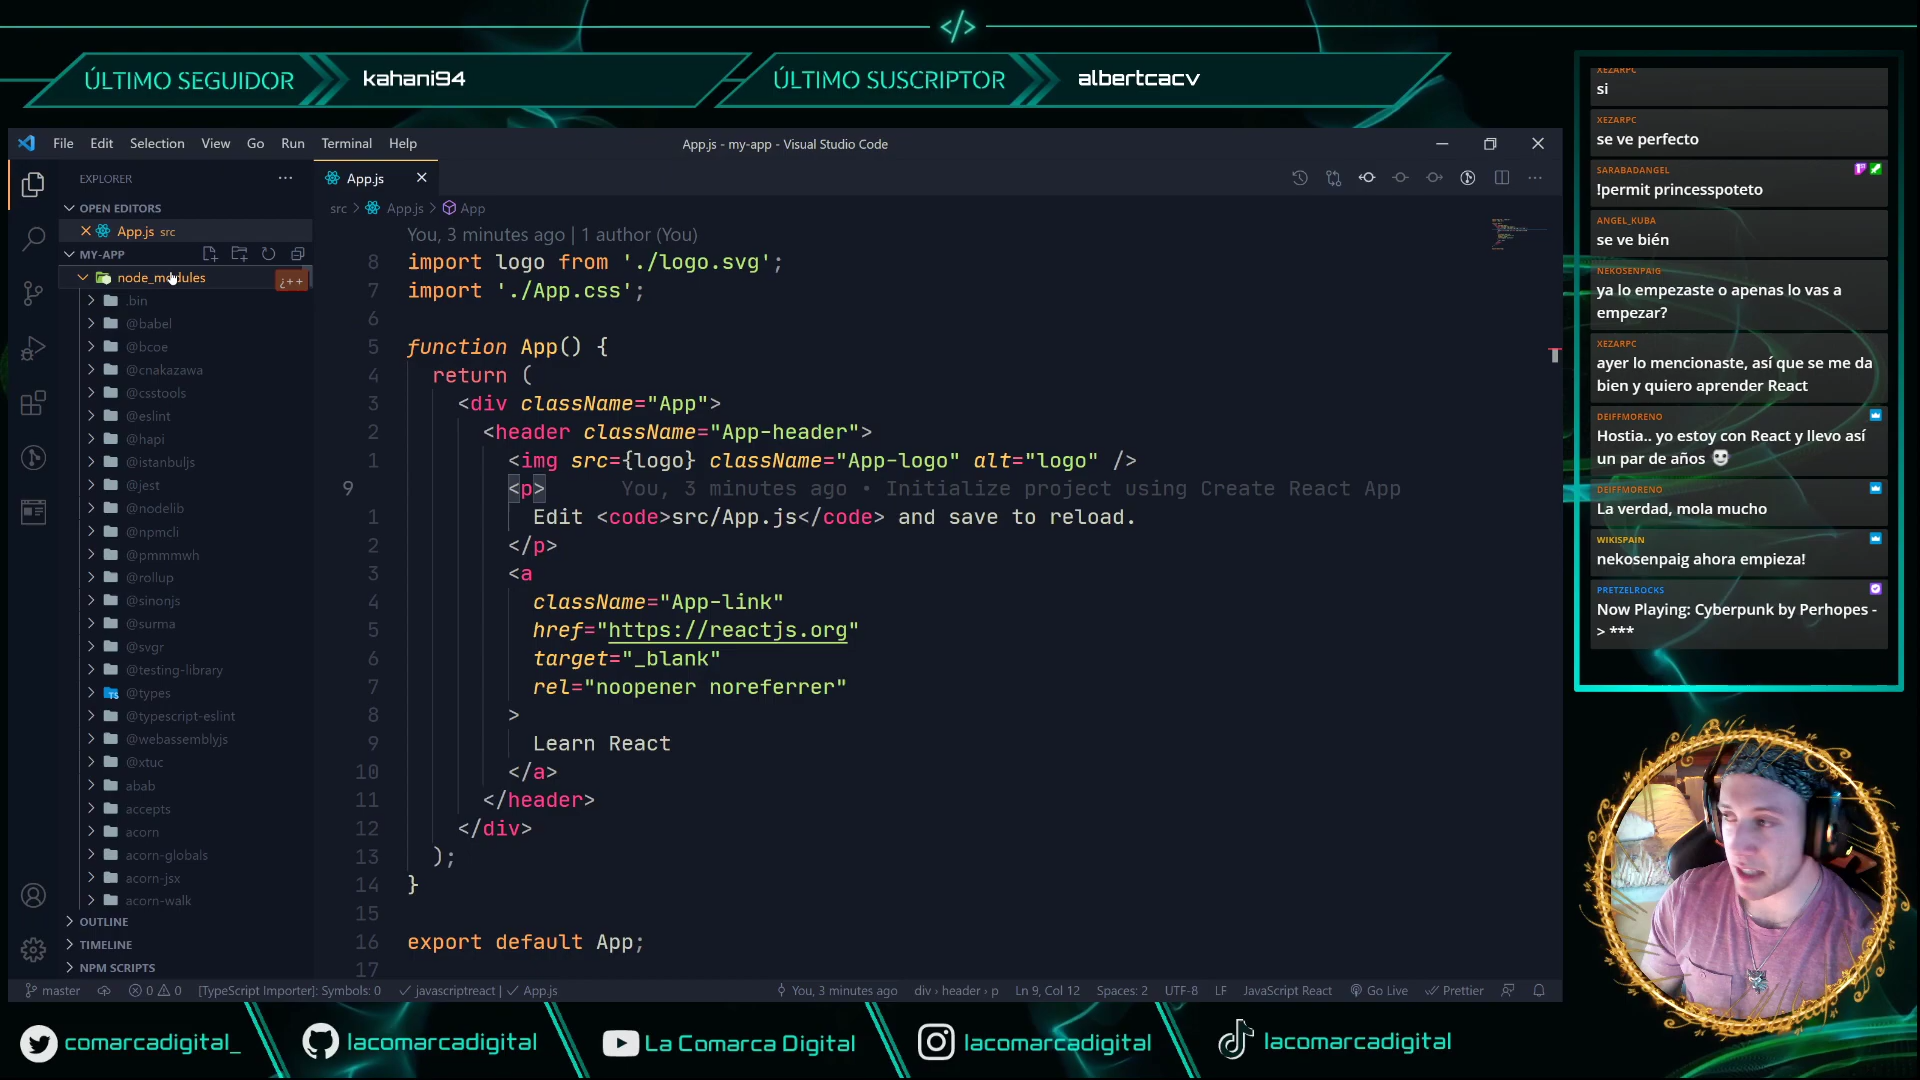 </>
ÚLTIMO SEGUIDOR
kahani94
ÚLTIMO SUSCRIPTOR
albertcacv
File Edit Selection View Go Run Terminal Help
App.js - my-app - Visual Studio Code
EXPLORER
OPEN EDITORS
App.js src
MY-APP
node_modules
¿++
.bin
@babel
@bcoe
@cnakazawa
@csstools
@eslint
@hapi
@istanbuljs
@jest
@nodelib
@npmcli
@pmmmwh
@rollup
@sinonjs
@surma
@svgr
@testing-library
@types
@typescript-eslint
@webassemblyjs
@xtuc
abab
accepts
acorn
acorn-globals
acorn-jsx
acorn-walk
OUTLINE
TIMELINE
NPM SCRIPTS
App.js
src > App.js > App
You, 3 minutes ago | 1 author (You)
8 import logo from './logo.svg';
7 import './App.css';
6
5 function App() {
4 return (
3 <div className="App">
2 <header className="App-header">
1 <img src={logo} className="App-logo" alt="logo" />
9 <p> You, 3 minutes ago • Initialize project using Create React App
1 Edit <code>src/App.js</code> and save to reload.
2 </p>
3 <a
4 className="App-link"
5 href="https://reactjs.org"
6 target="_blank"
7 rel="noopener noreferrer"
8 >
9 Learn React
10 </a>
11 </header>
12 </div>
13 );
14 }
15
16 export default App;
17
master 0 0 [TypeScript Importer]: Symbols: 0 javascriptreact | App.js You, 3 minutes ago div › header › p Ln 9, Col 12 Spaces: 2 UTF-8 LF JavaScript React Go Live Prettier
XEZARPC
si
XEZARPC
se ve perfecto
SARABADANGEL
!permit princesspoteto
ANGEL_KUBA
se ve bién
NEKOSENPAIG
ya lo empezaste o apenas lo vas a
empezar?
XEZARPC
ayer lo mencionaste, así que se me da
bien y quiero aprender React
DEIFFMORENO
Hostia.. yo estoy con React y llevo así
un par de años
DEIFFMORENO
La verdad, mola mucho
WIKISPAIN
nekosenpaig ahora empieza!
PRETZELROCKS
Now Playing: Cyberpunk by Perhopes -
> ***
comarcadigital_
lacomarcadigital
La Comarca Digital
lacomarcadigital
lacomarcadigital